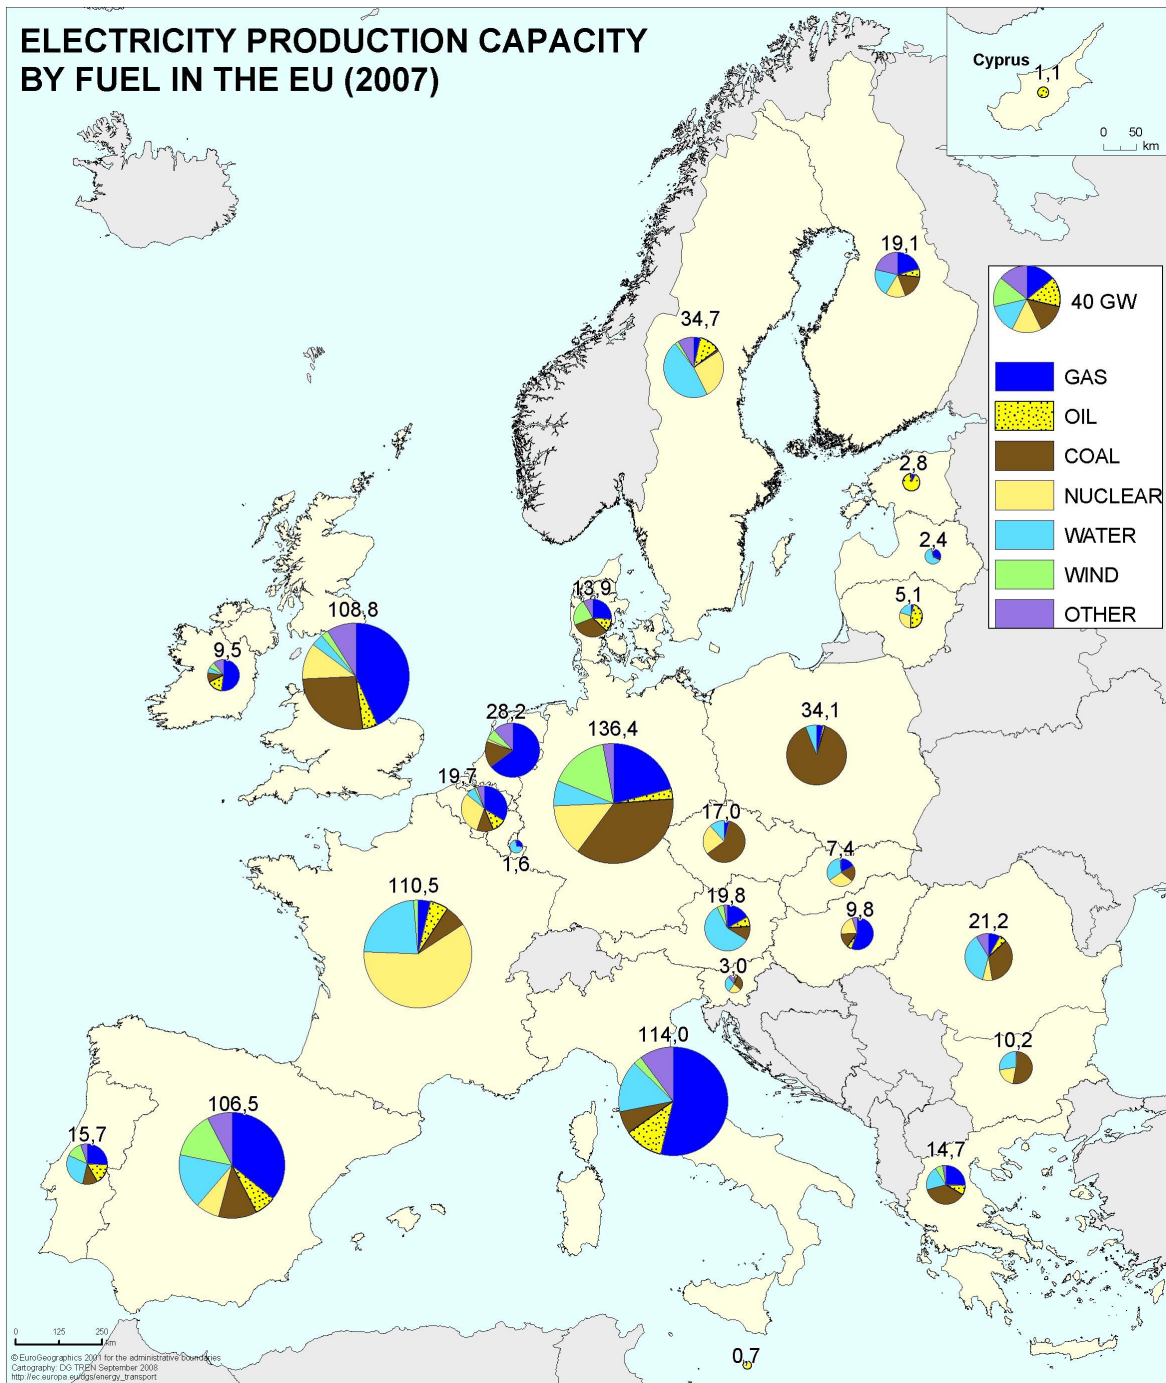 ELECTRICITY PRODUCTION CAPACITY
BY FUEL IN THE EU (2007)
Cyprus
1,1
0 50
km
19,1
40 GW
34,7
GAS
OIL
COAL
2,8
NUCLEAR
2,4
WATER
WIND
5,1
OTHER
13,9
108,8
9,5
28,2
136,4
34,1
19,7
17,0
7,4
1,6
110,5
19,8
9,8
21,2
3,0
114,0
10,2
106,5
15,7
14,7
0 125 250
km
0,7
© EuroGeographics 2001 for the administrative boundaries
Cartography: DG TREN September 2008
http://ec.europa.eu/dgs/energy_transport